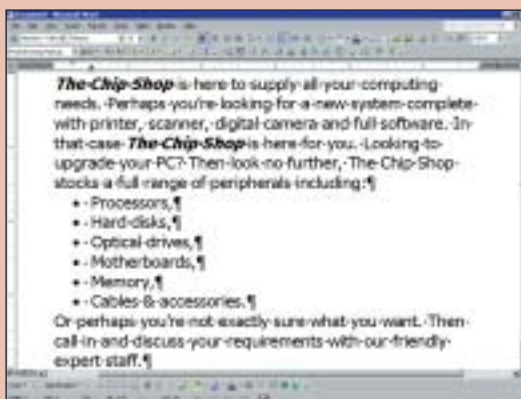 The Chip Shop is here to supply all your computing
needs. Perhaps you're looking for a new system complete
with printer, scanner, digital camera and full software. In
that case The Chip Shop is here for you. Looking to
upgrade your PC? Then look no further, The Chip Shop
stocks a full range of peripherals including:¶
• Processors,¶
• Hard disks,¶
• Optical drives,¶
• Motherboards,¶
• Memory,¶
• Cables & accessories.¶
Or perhaps you're not exactly sure what you want. Then
call in and discuss your requirements with our friendly
expert staff.¶